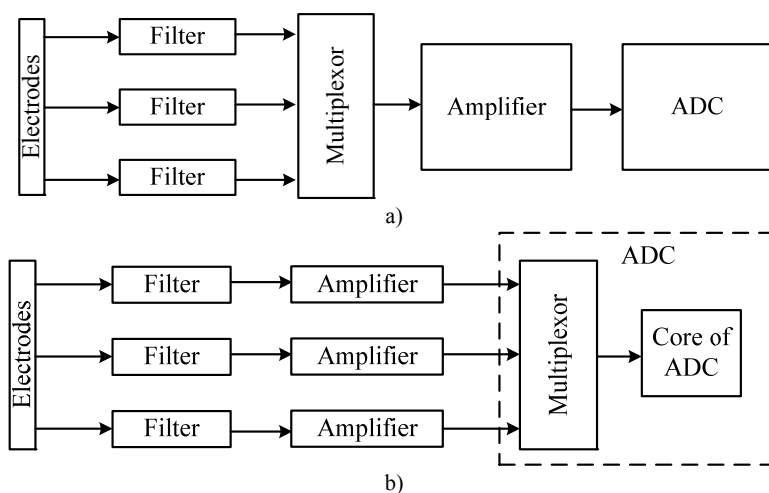 Electrodes
Filter
Filter
Filter
Multiplexor
Amplifier
ADC
a)
Electrodes
Filter
Filter
Filter
Amplifier
Amplifier
Amplifier
ADC
Multiplexor
Core of
ADC
b)